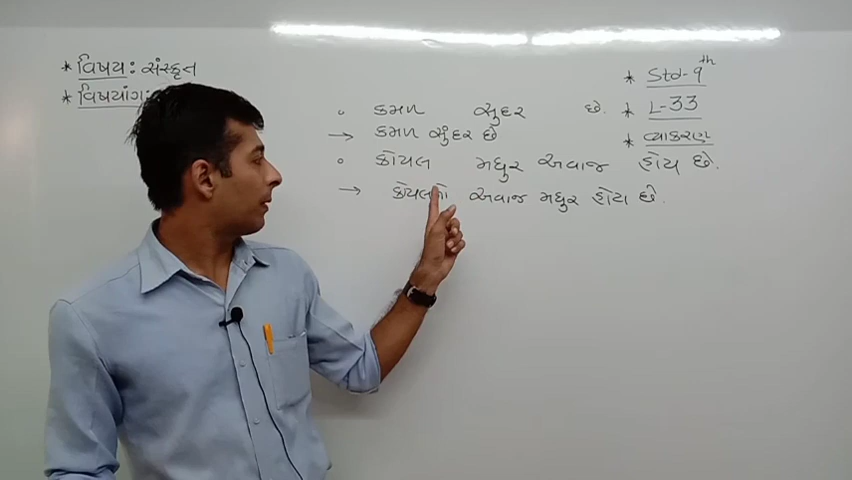 * વિષય: સંસ્કૃત
* વિષયાંગ:
* Std-9th
* L-33
* વ્યાકરણ
• કમળ સુંદર છે.
→ કમળ સુંદર છે
• કોયલ મધુર અવાજ હોય છે.
→ કોયલનો અવાજ મધુર હોય છે.